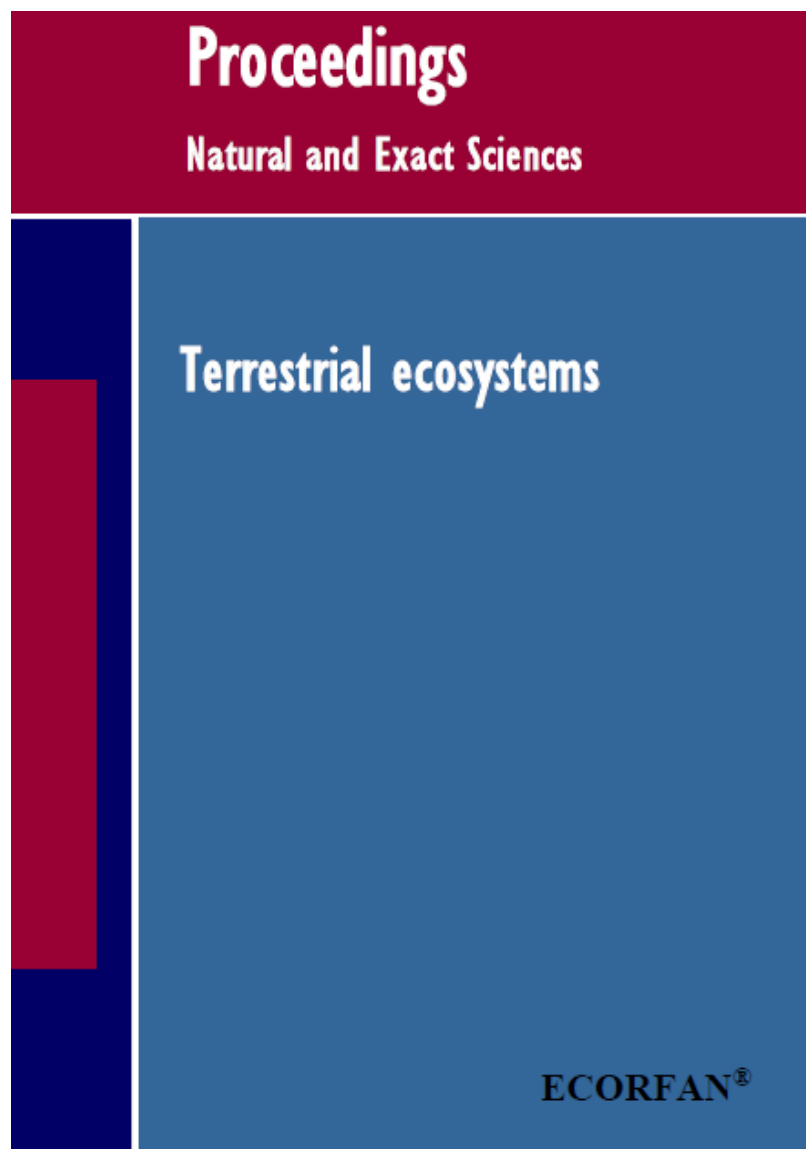 Proceedings
Natural and Exact Sciences
Terrestrial ecosystems
ECORFAN®